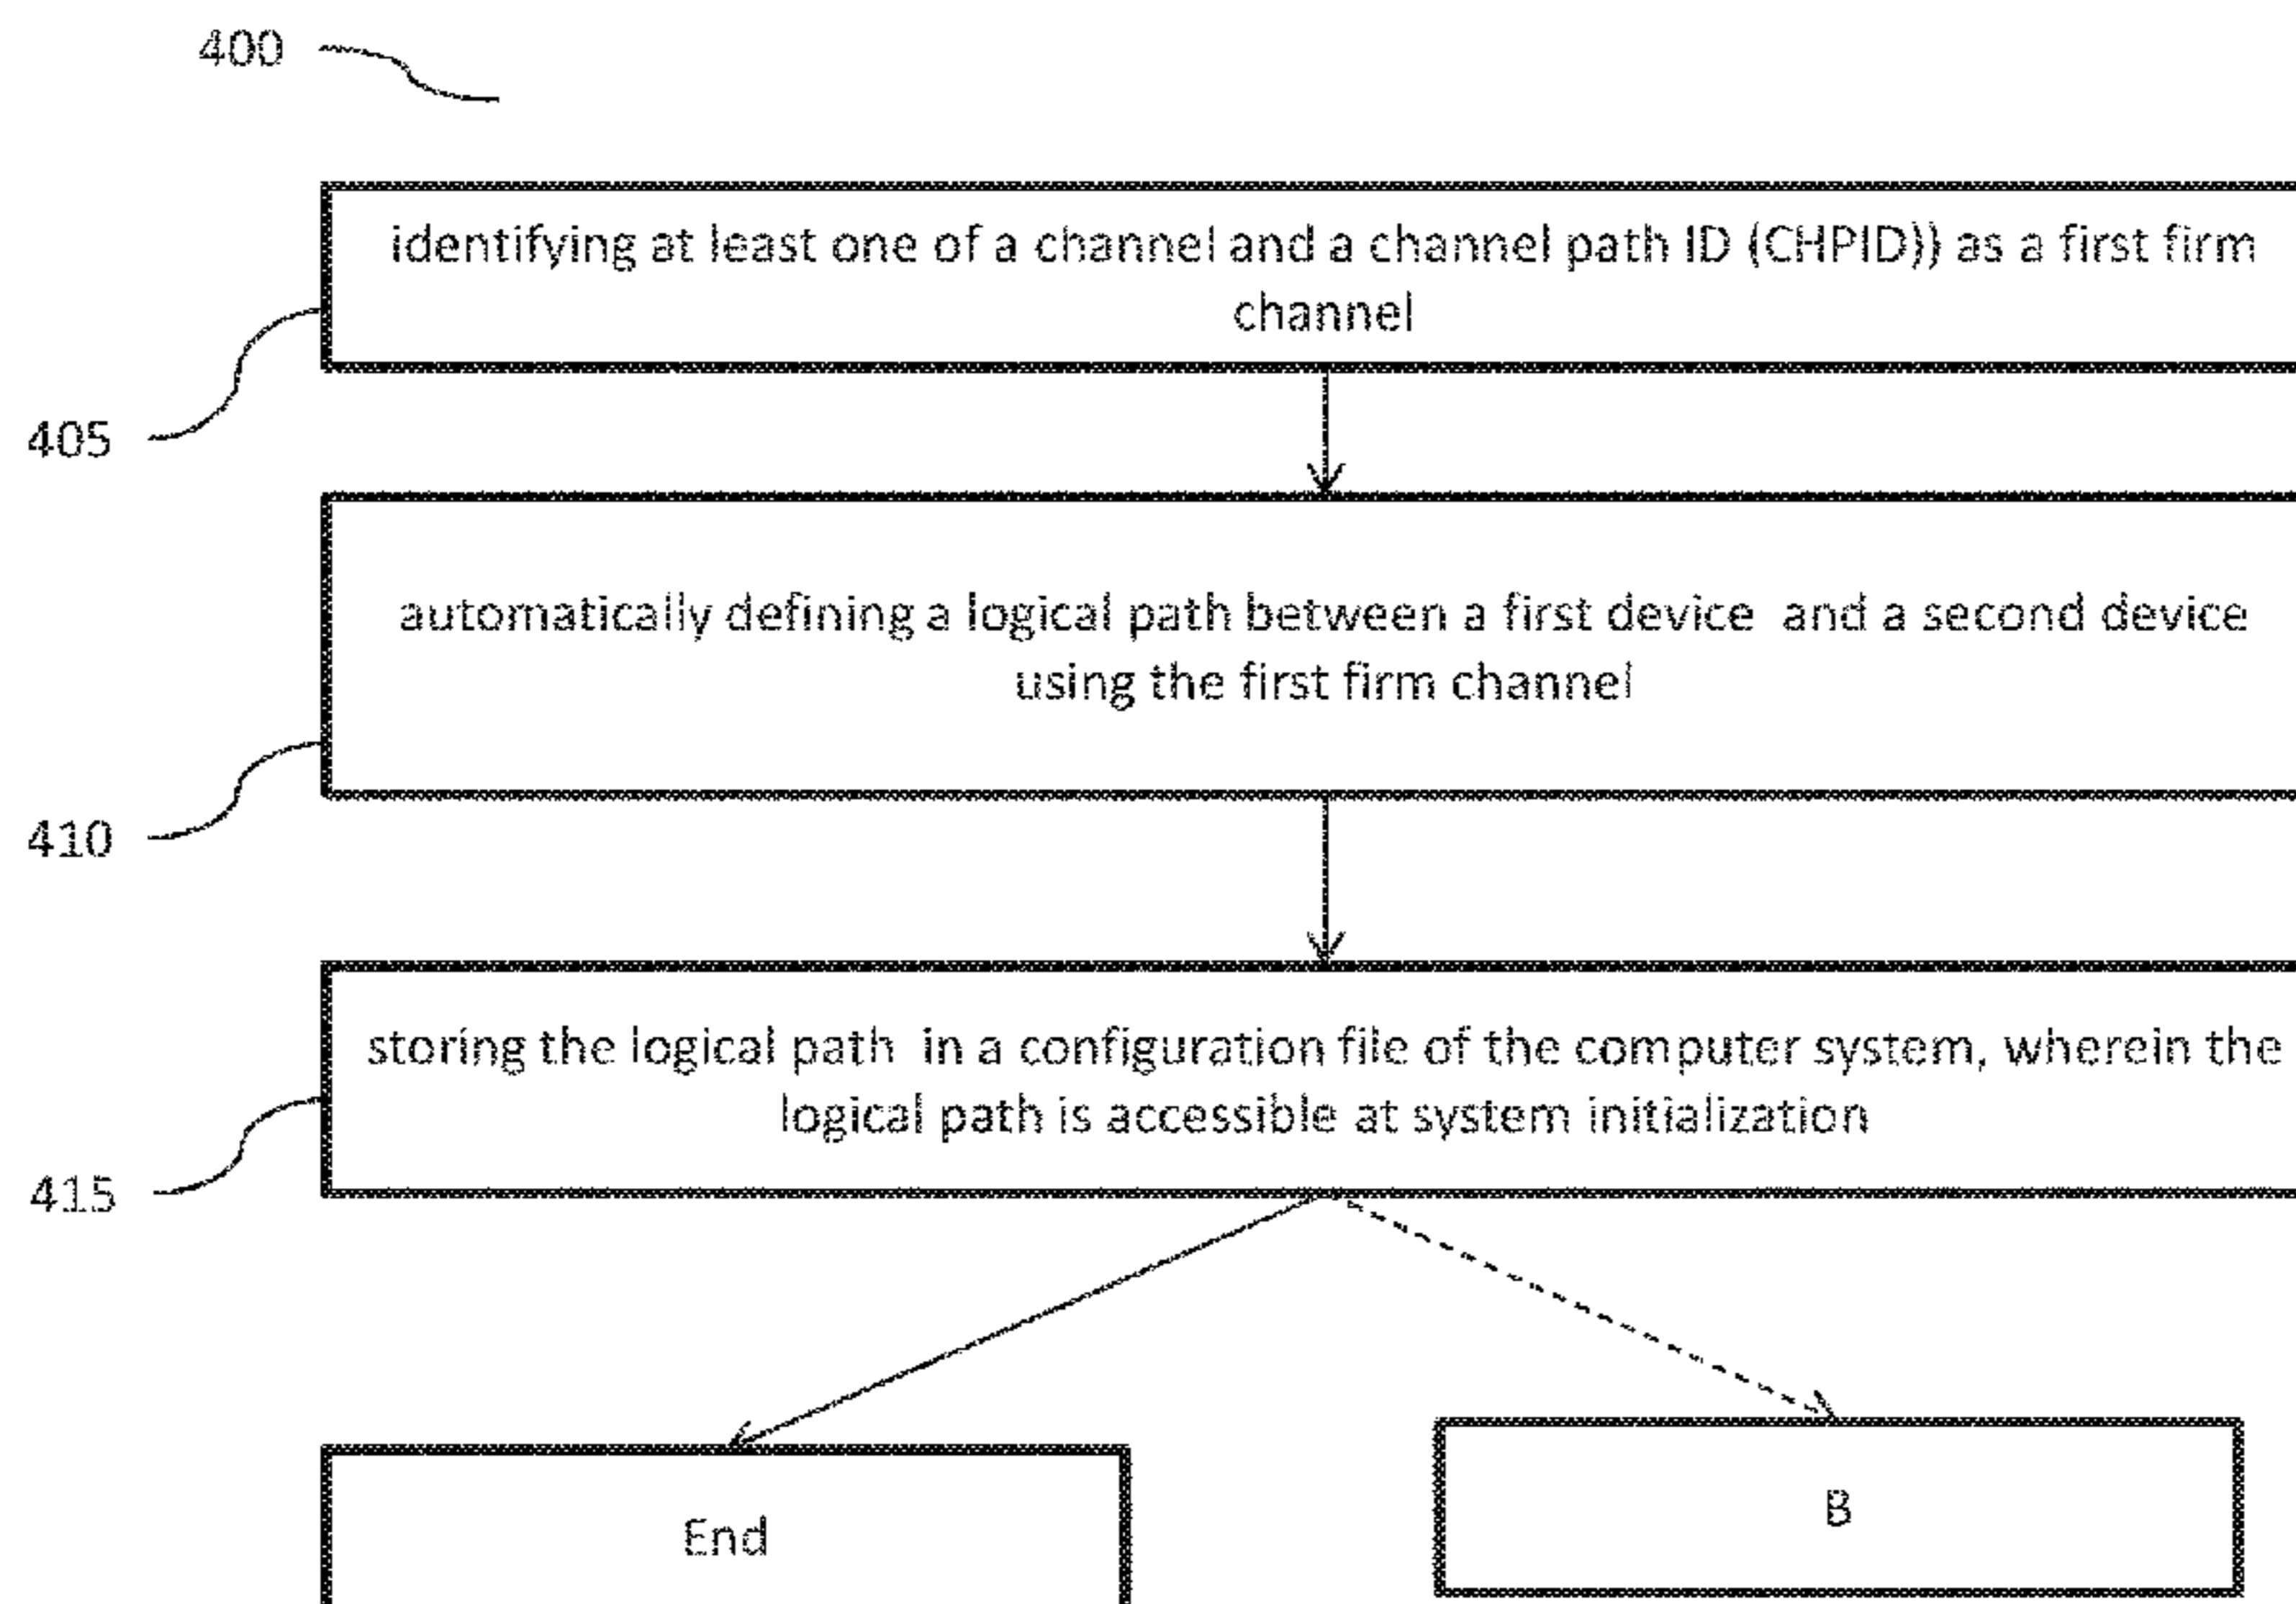 400
identifying at least one of a channel and a channel path ID (CHPID)) as a first firm
channel
405
automatically defining a logical path between a first device and a second device
using the first firm channel
410
storing the logical path in a configuration file of the computer system, wherein the
logical path is accessible at system initialization
415
End
B